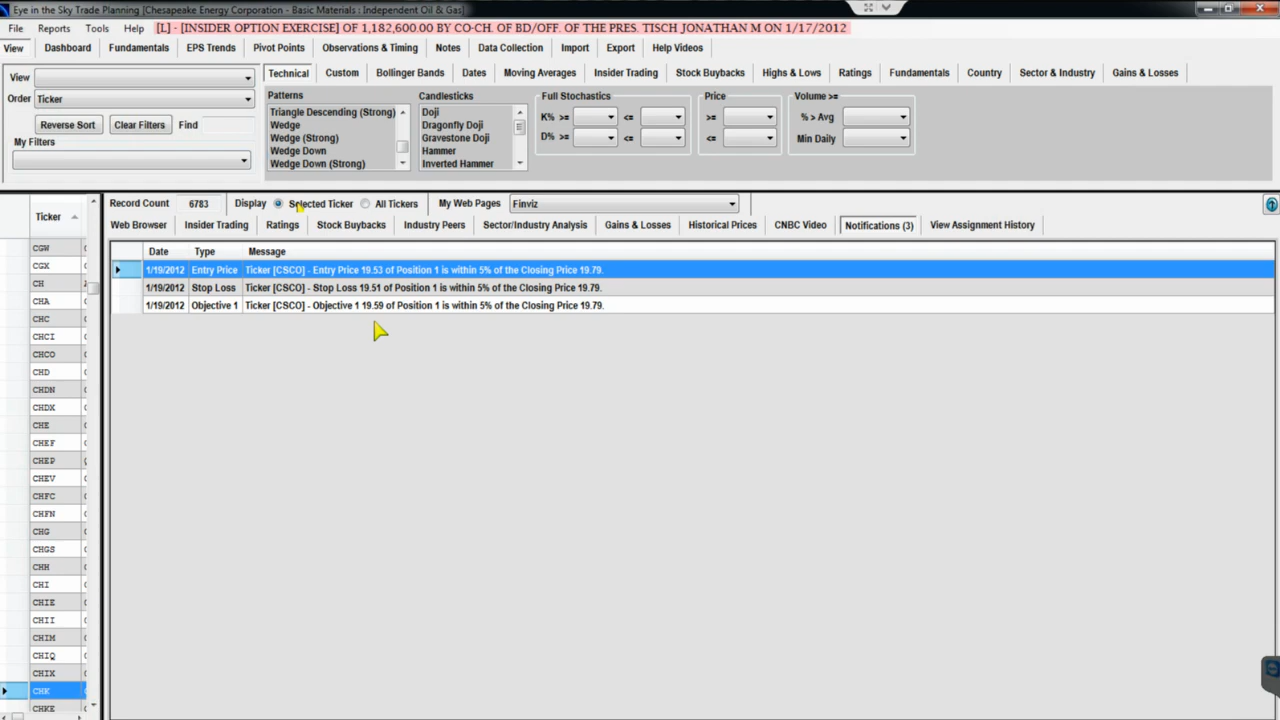 Eye in the Sky Trade Planning [Chesapeake Energy Corporation - Basic Materials : Independent Oil & Gas]
File Reports Tools Help [L] - [INSIDER OPTION EXERCISE] OF 1,182,600.00 BY CO-CH. OF BD/OFF. OF THE PRES. TISCH JONATHAN M ON 1/17/2012
View Dashboard Fundamentals EPS Trends Pivot Points Observations & Timing Notes Data Collection Import Export Help Videos
View
Order Ticker
Reverse Sort Clear Filters Find
My Filters
Technical Custom Bollinger Bands Dates Moving Averages Insider Trading Stock Buybacks Highs & Lows Ratings Fundamentals Country Sector & Industry Gains & Losses
Patterns Candlesticks Full Stochastics Price Volume >=
Triangle Descending (Strong) Doji K% >= <= >= % > Avg
Wedge Dragonfly Doji
Wedge (Strong) Gravestone Doji D% >= <= <= Min Daily
Wedge Down Hammer
Wedge Down (Strong) Inverted Hammer
Record Count 6783 Display Selected Ticker All Tickers My Web Pages Finviz
Web Browser Insider Trading Ratings Stock Buybacks Industry Peers Sector/Industry Analysis Gains & Losses Historical Prices CNBC Video Notifications (3) View Assignment History
Date Type Message
1/19/2012 Entry Price Ticker [CSCO] - Entry Price 19.53 of Position 1 is within 5% of the Closing Price 19.79.
1/19/2012 Stop Loss Ticker [CSCO] - Stop Loss 19.51 of Position 1 is within 5% of the Closing Price 19.79.
1/19/2012 Objective 1 Ticker [CSCO] - Objective 1 19.59 of Position 1 is within 5% of the Closing Price 19.79.
Ticker
CGW
CGX
CH
CHA
CHC
CHCI
CHCO
CHD
CHDN
CHDX
CHE
CHEF
CHEP
CHEV
CHFC
CHFN
CHG
CHGS
CHH
CHI
CHIE
CHII
CHIM
CHIQ
CHIX
CHK
CHKE